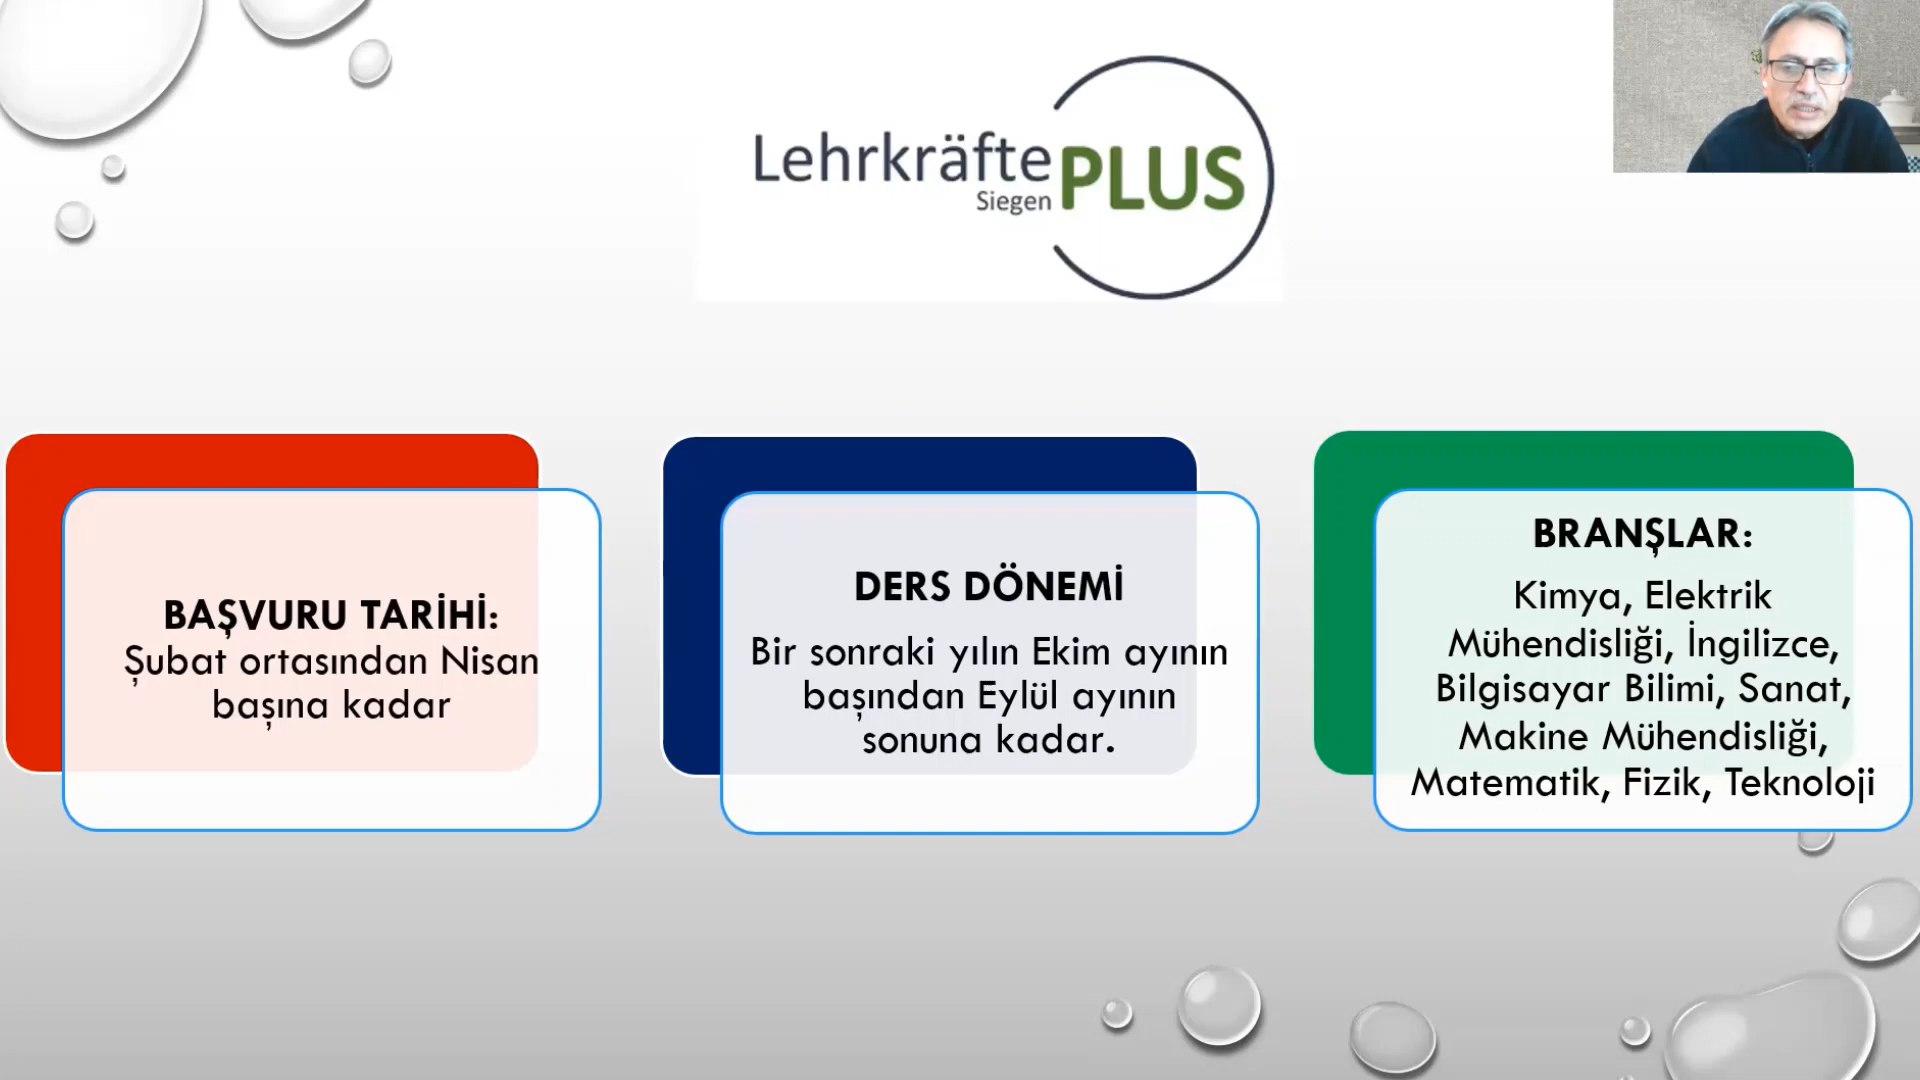 Lehrkräfte PLUS
Siegen
BAŞVURU TARİHİ:
Şubat ortasından Nisan
başına kadar
DERS DÖNEMİ
Bir sonraki yılın Ekim ayının
başından Eylül ayının
sonuna kadar.
BRANŞLAR:
Kimya, Elektrik
Mühendisliği, İngilizce,
Bilgisayar Bilimi, Sanat,
Makine Mühendisliği,
Matematik, Fizik, Teknoloji